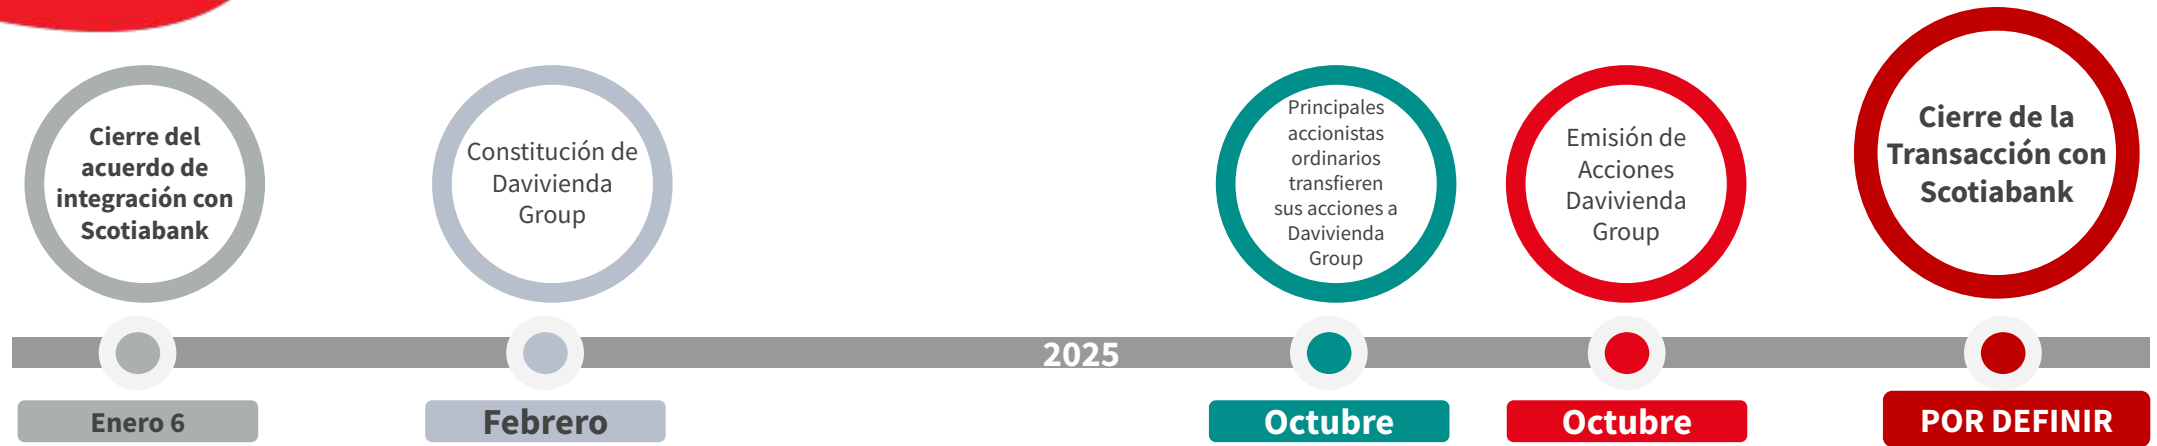 Cierre del
acuerdo de
integración con
Scotiabank
Constitución de
Davivienda
Group
Principales
accionistas
ordinarios
transfieren
sus acciones a
Davivienda
Group
Emisión de
Acciones
Davivienda
Group
Cierre de la
Transacción con
Scotiabank
2025
Enero 6
Febrero
Octubre
Octubre
POR DEFINIR